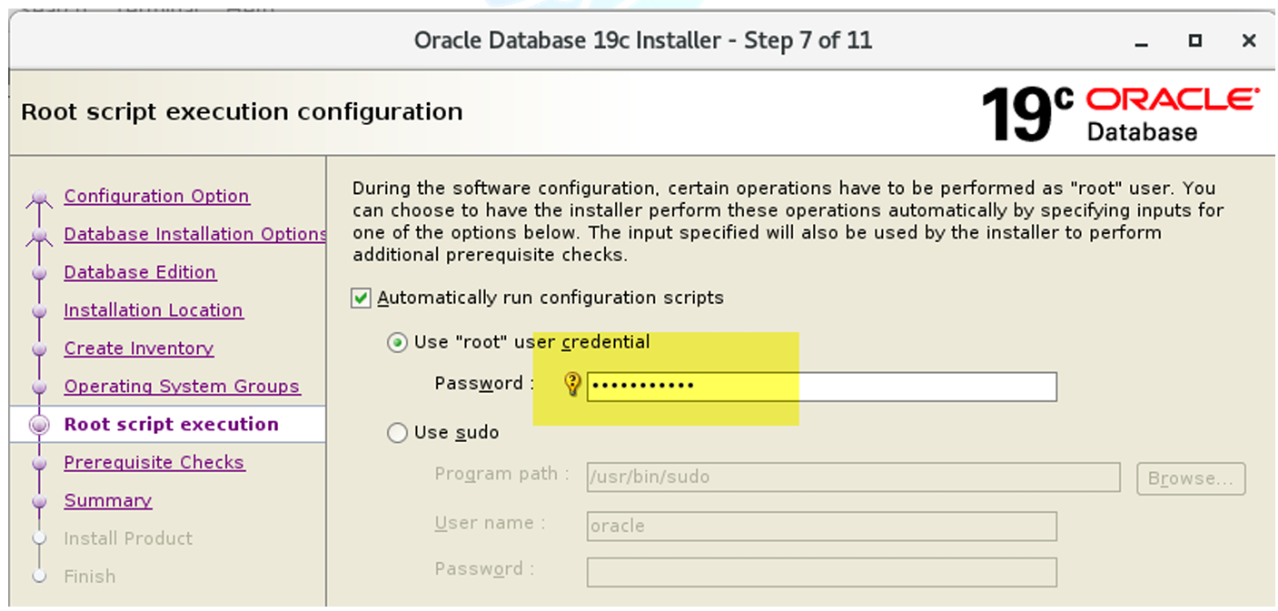 Oracle Database 19c Installer - Step 7 of 11
Root script execution configuration
19c ORACLE
Database
Configuration Option
Database Installation Options
Database Edition
Installation Location
Create Inventory
Operating System Groups
Root script execution
Prerequisite Checks
Summary
Install Product
Finish
During the software configuration, certain operations have to be performed as "root" user. You
can choose to have the installer perform these operations automatically by specifying inputs for
one of the options below. The input specified will also be used by the installer to perform
additional prerequisite checks.
Automatically run configuration scripts
Use "root" user credential
Password : •••••••••••
Use sudo
Program path : /usr/bin/sudo Browse...
User name : oracle
Password :